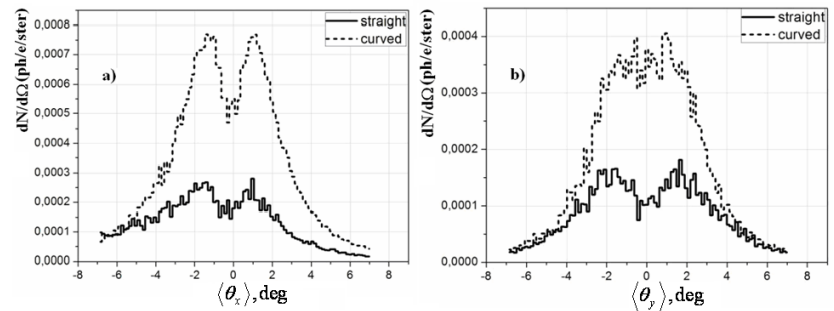 straight
curved
a)
dN/dΩ(ph/e/ster)
0,0008
0,0007
0,0006
0,0005
0,0004
0,0003
0,0002
0,0001
0,0000
-8 -6 -4 -2 0 2 4 6 8
⟨θx⟩, deg
straight
curved
b)
dN/dΩ(ph/e/ster)
0,0004
0,0003
0,0002
0,0001
0,0000
-8 -6 -4 -2 0 2 4 6 8
⟨θy⟩, deg